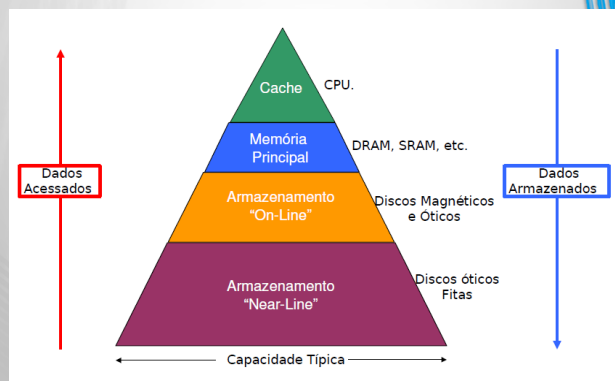 Cache
CPU.
Memória
Principal
DRAM, SRAM, etc.
Dados
Acessados
Dados
Armazenados
Armazenamento
“On-Line”
Discos Magnéticos
e Óticos
Armazenamento
“Near-Line”
Discos óticos
Fitas
Capacidade Típica